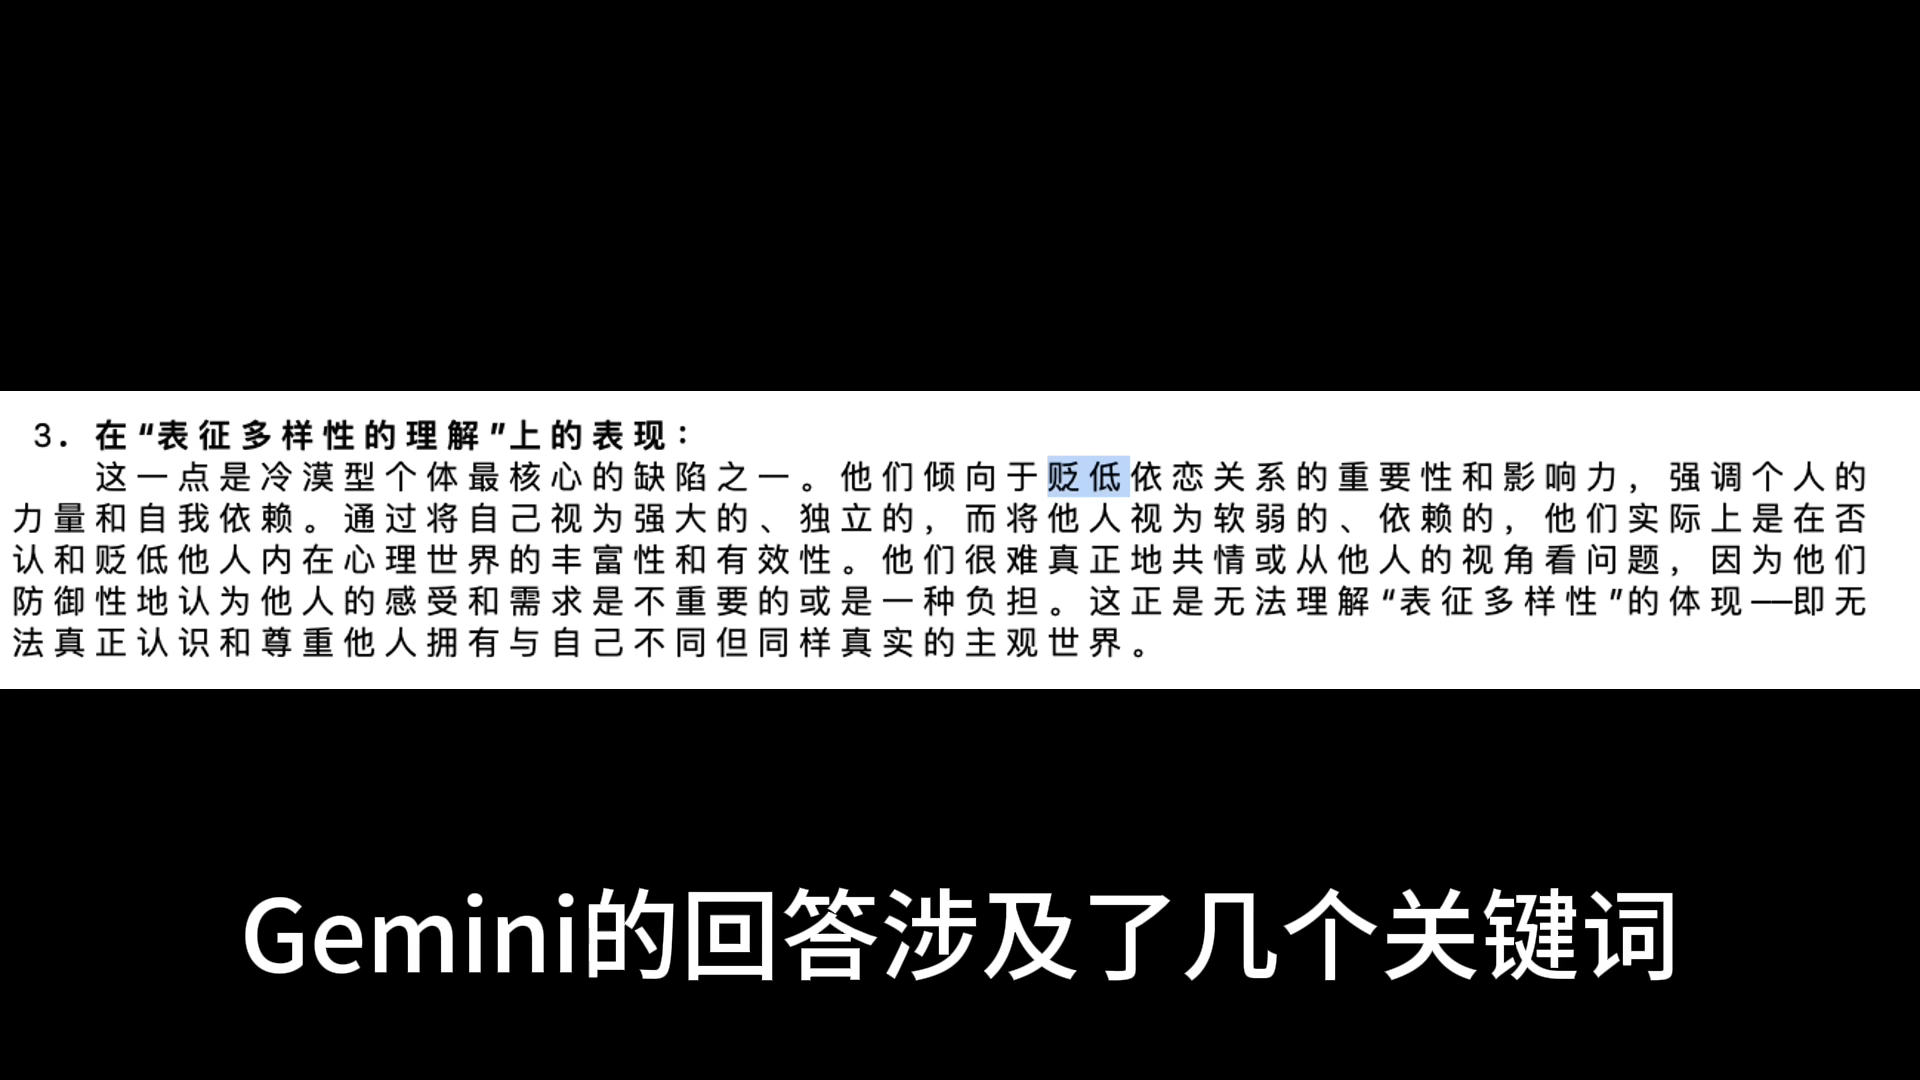 3. 在“表征多样性的理解”上的表现：
这一点是冷漠型个体最核心的缺陷之一。他们倾向于贬低依恋关系的重要性和影响力，强调个人的
力量和自我依赖。通过将自己视为强大的、独立的，而将他人视为软弱的、依赖的，他们实际上是在否
认和贬低他人内在心理世界的丰富性和有效性。他们很难真正地共情或从他人的视角看问题，因为他们
防御性地认为他人的感受和需求是不重要的或是一种负担。这正是无法理解“表征多样性”的体现——即无
法真正认识和尊重他人拥有与自己不同但同样真实的主观世界。
Gemini的回答涉及了几个关键词